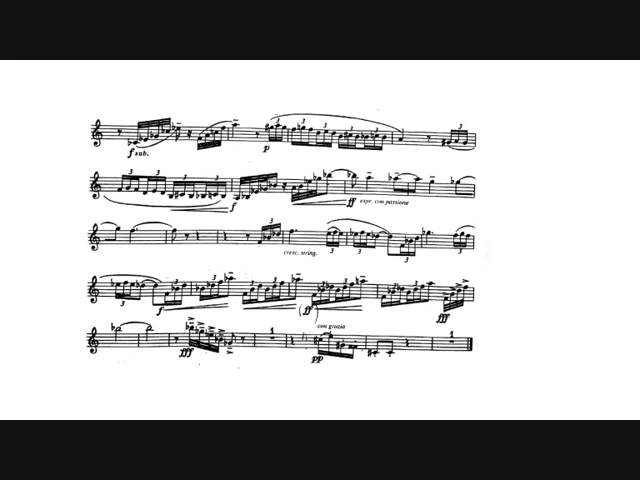 f sub. p
f ff espr. con passione
cresc. string.
f ff fff
con grazia
fff pp